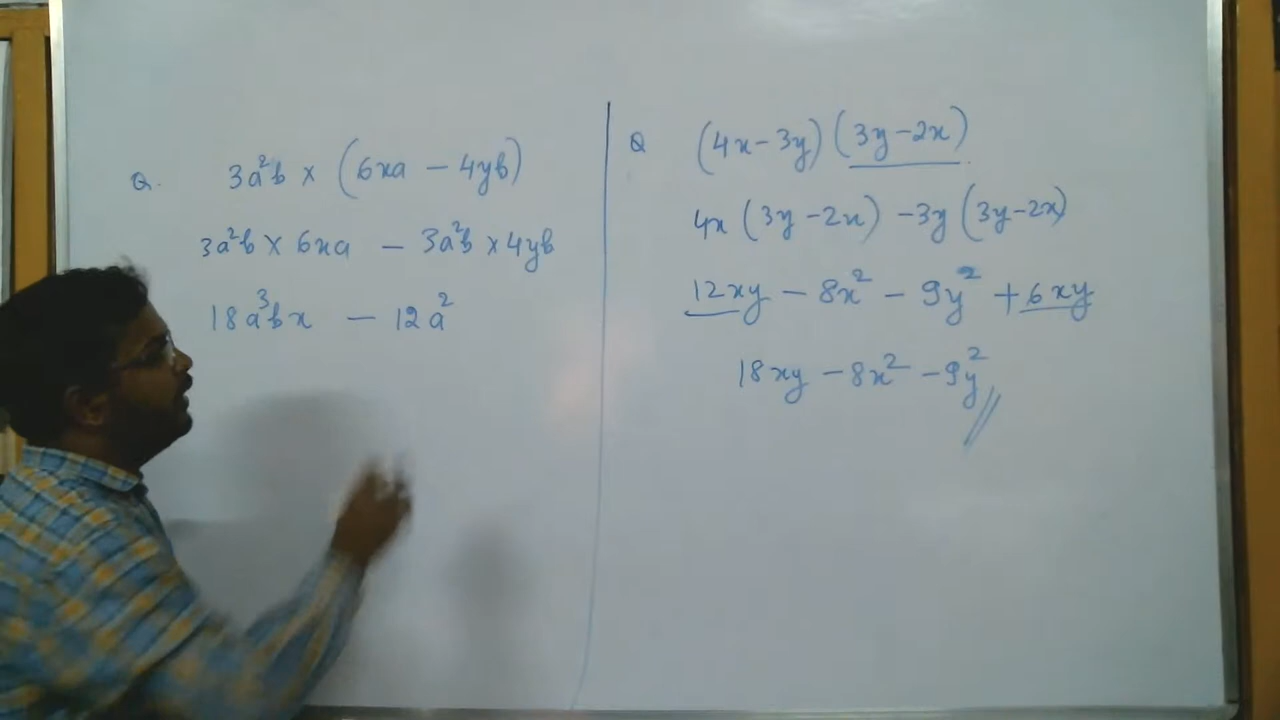 Q. 3a²b × (6xa − 4yb)
3a²b × 6xa − 3a²b × 4yb
18a³bx − 12a²
Q (4x − 3y) (3y − 2x)
4x (3y − 2x) − 3y (3y − 2x)
12xy − 8x² − 9y² + 6xy
18xy − 8x² − 9y² //